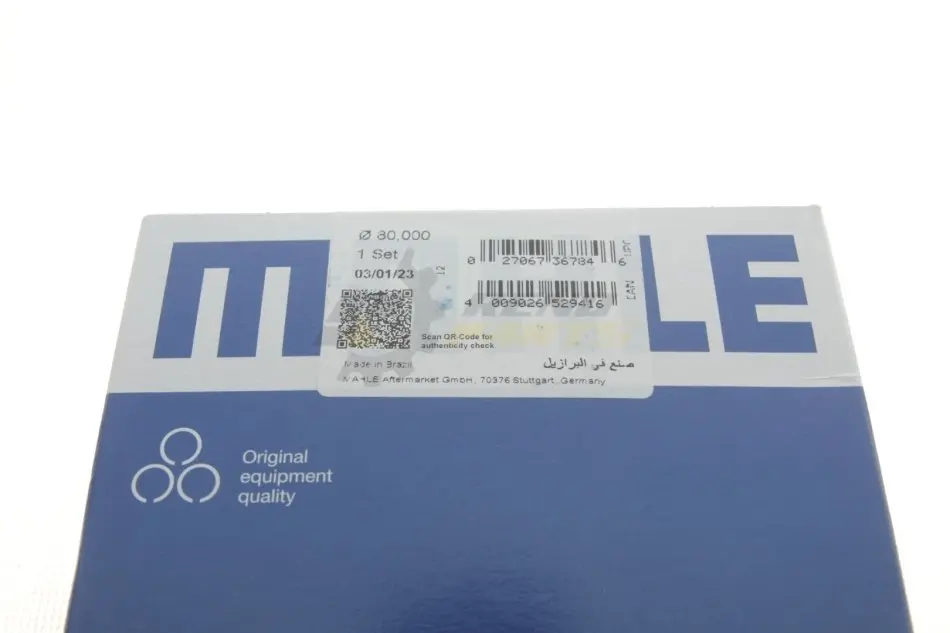 MAHLE
Ø 80,000
1 Set
03/01/23
12
0 27067 36784 6
UPC
4 009026 529416
EAN
Scan QR-Code for
authenticity check
Made in Brazil
صنع في البرازيل
MAHLE Aftermarket GmbH, 70376 Stuttgart, Germany
Original
equipment
quality